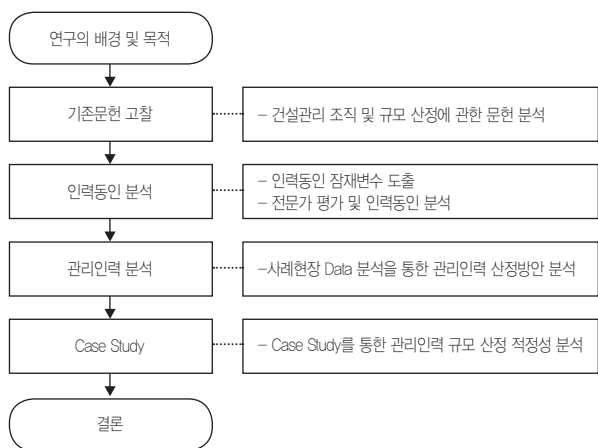 연구의 배경 및 목적
기존문헌 고찰
– 건설관리 조직 및 규모 산정에 관한 문헌 분석
인력동인 분석
– 인력동인 잠재변수 도출
– 전문가 평가 및 인력동인 분석
관리인력 분석
–사례현장 Data 분석을 통한 관리인력 산정방안 분석
Case Study
– Case Study를 통한 관리인력 규모 산정 적정성 분석
결론